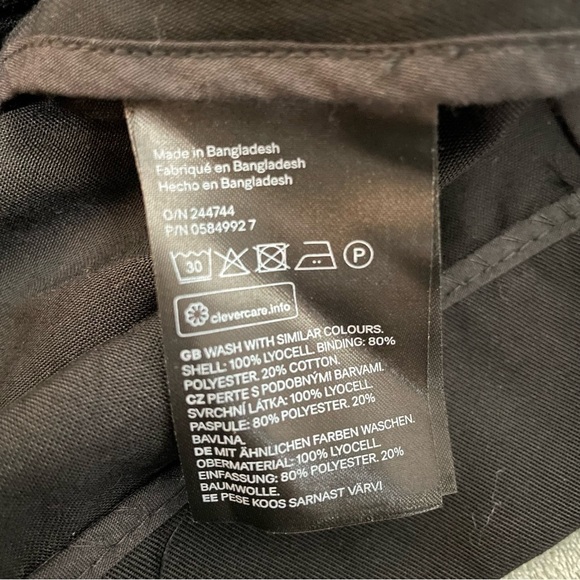 Made in Bangladesh
Fabriqué en Bangladesh
Hecho en Bangladesh
O/N 244744
P/N 0584992 7
30 P
clevercare.info
GB WASH WITH SIMILAR COLOURS.
SHELL: 100% LYOCELL. BINDING: 80%
POLYESTER. 20% COTTON.
CZ PERTE S PODOBNÝMI BARVAMI.
SVRCHNÍ LÁTKA: 100% LYOCELL
PASPULE: 80% POLYESTER. 20%
BAVLNA.
DE MIT ÄHNLICHEN FARBEN WASCHEN.
OBERMATERIAL: 100% LYOCELL
EINFASSUNG: 80% POLYESTER. 20%
BAUMWOLLE.
EE PESE KOOS SARNAST VÄRVI